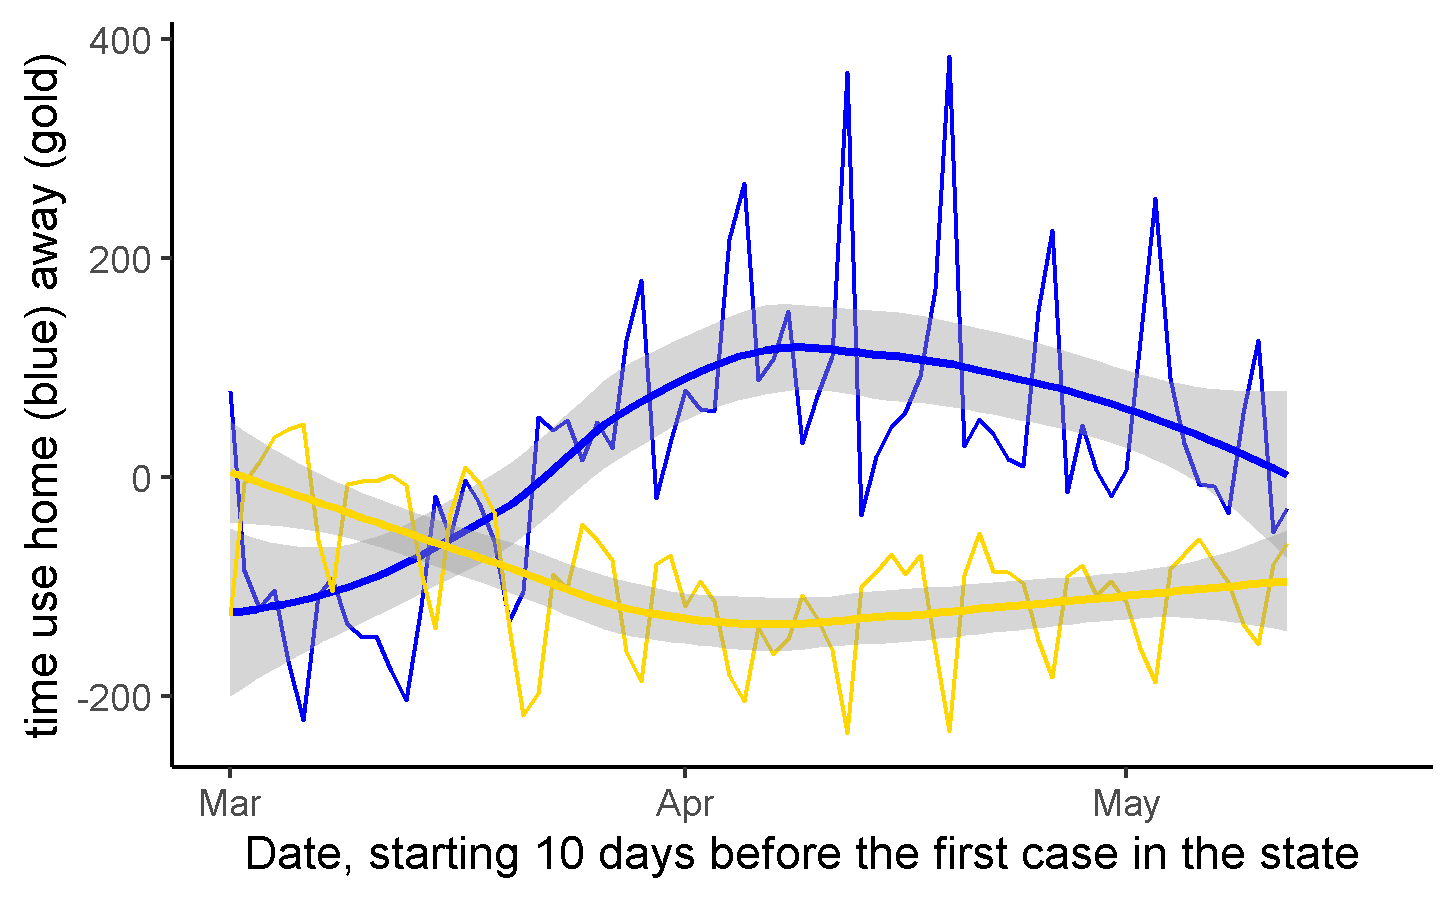 time use home (blue) away (gold)
400
200
0
-200
Mar
Apr
May
Date, starting 10 days before the first case in the state